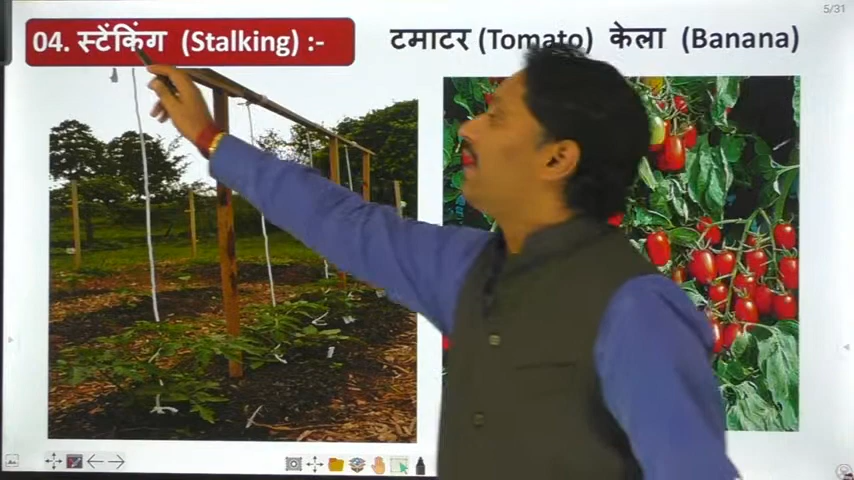 5/31
04. स्टेंकिंग (Stalking) :-
टमाटर (Tomato) केला (Banana)